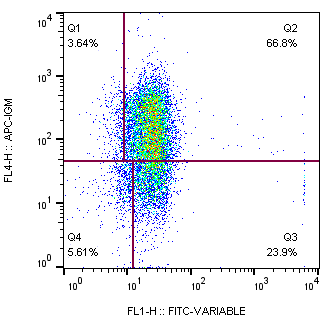 10^4
10^3
10^2
10^1
10^0
FL4-H :: APC-IGM
Q1
3.64%
Q2
66.8%
Q4
5.61%
Q3
23.9%
10^0
10^1
10^2
10^3
10^4
FL1-H :: FITC-VARIABLE